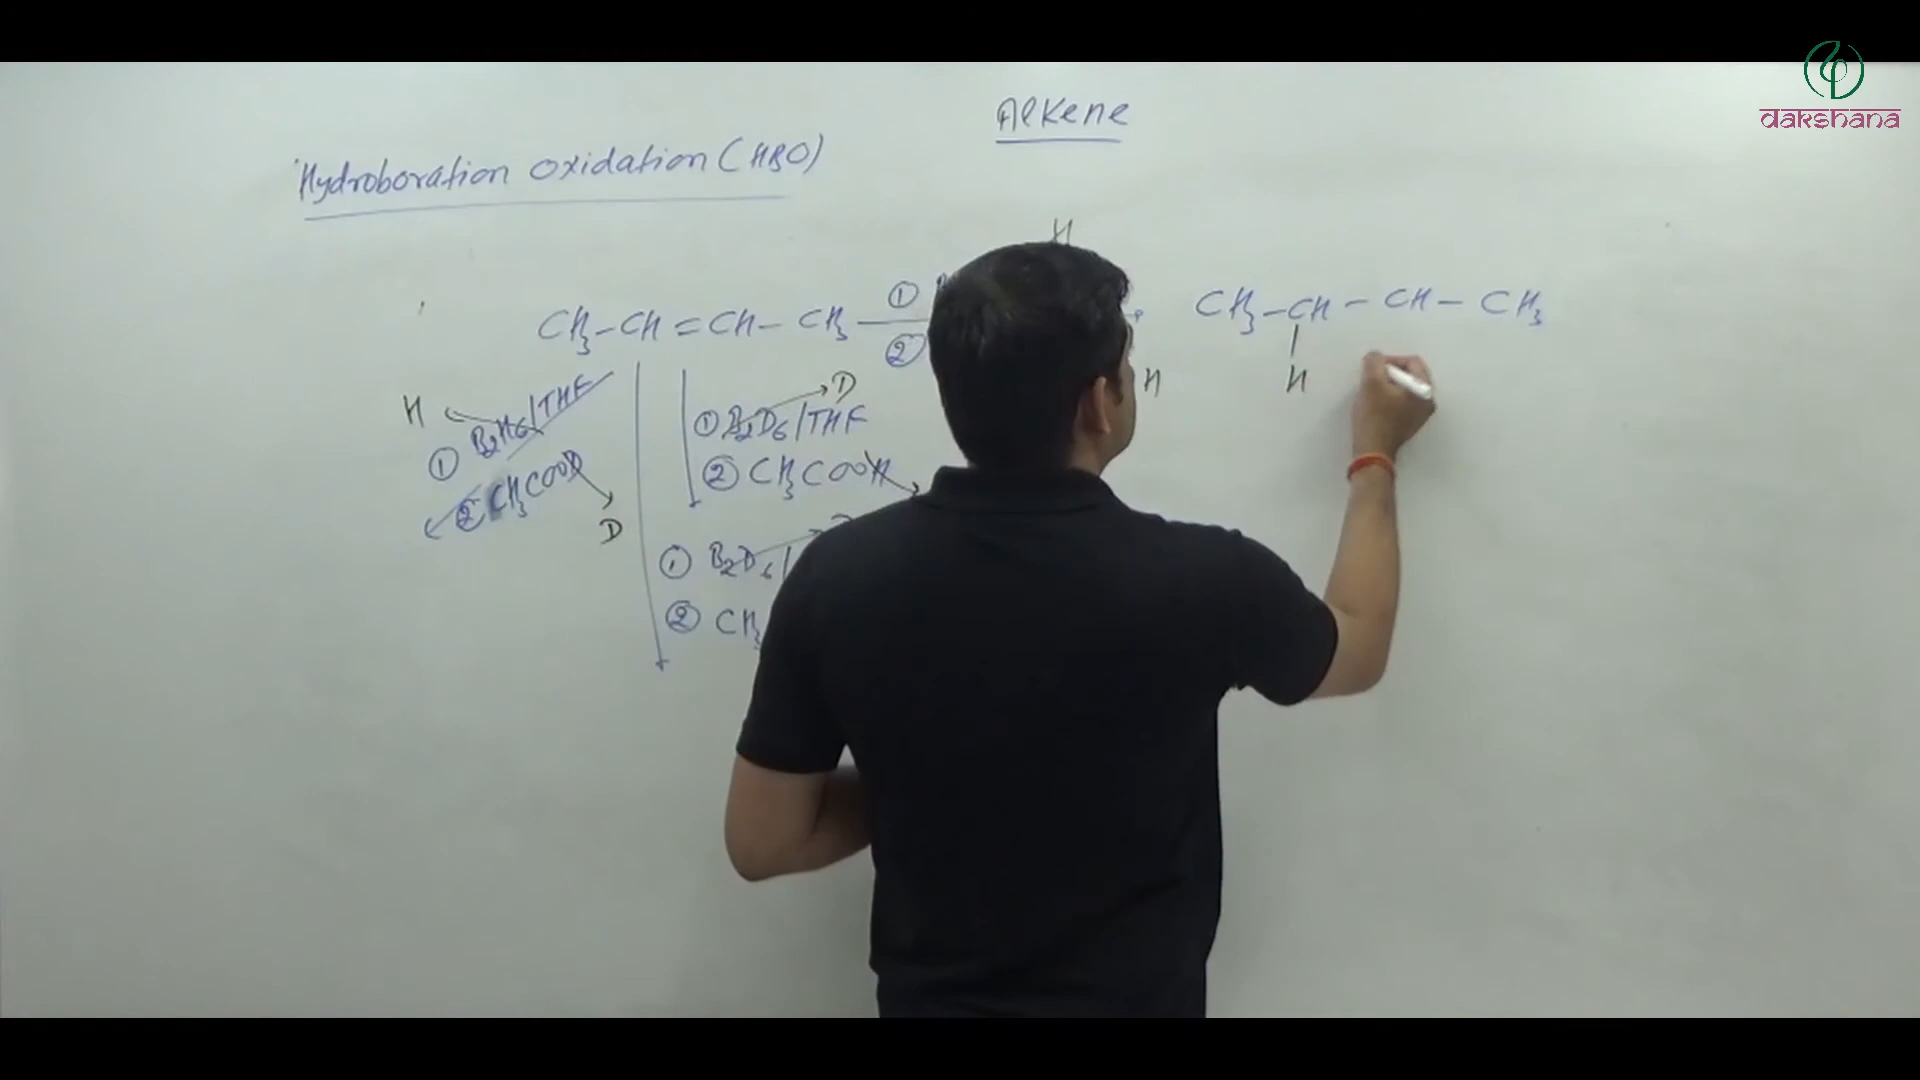 dakshana
Alkene
Hydroboration oxidation (HBO)
H
CH₃-CH=CH-CH₃ ① ②
CH₃-CH-CH-CH₃
H
H
H
① B₂H₆/THF
② CH₃COO
D
D
① B₂D₆/THF
② CH₃COOH
① B₂D₆/
② CH₃